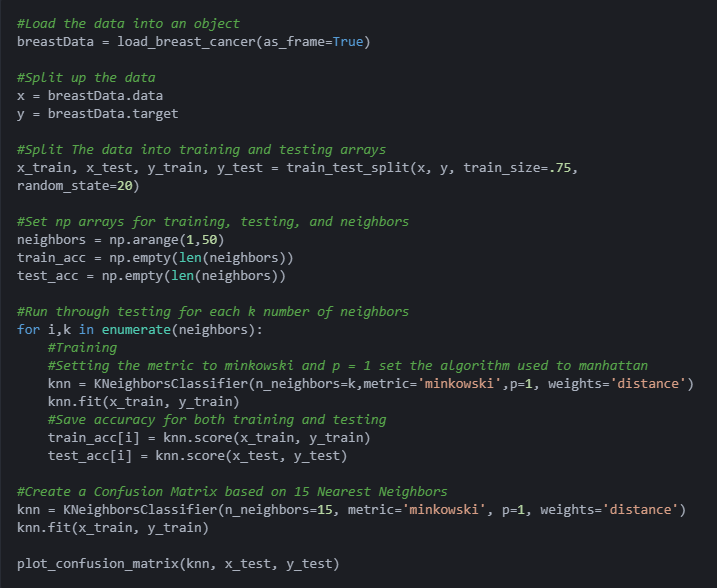 #Load the data into an object
breastData = load_breast_cancer(as_frame=True)
#Split up the data
x = breastData.data
y = breastData.target
#Split The data into training and testing arrays
x_train, x_test, y_train, y_test = train_test_split(x, y, train_size=.75,
random_state=20)
#Set np arrays for training, testing, and neighbors
neighbors = np.arange(1,50)
train_acc = np.empty(len(neighbors))
test_acc = np.empty(len(neighbors))
#Run through testing for each k number of neighbors
for i,k in enumerate(neighbors):
    #Training
    #Setting the metric to minkowski and p = 1 set the algorithm used to manhattan
    knn = KNeighborsClassifier(n_neighbors=k,metric='minkowski',p=1, weights='distance')
    knn.fit(x_train, y_train)
    #Save accuracy for both training and testing
    train_acc[i] = knn.score(x_train, y_train)
    test_acc[i] = knn.score(x_test, y_test)
#Create a Confusion Matrix based on 15 Nearest Neighbors
knn = KNeighborsClassifier(n_neighbors=15, metric='minkowski', p=1, weights='distance')
knn.fit(x_train, y_train)
plot_confusion_matrix(knn, x_test, y_test)